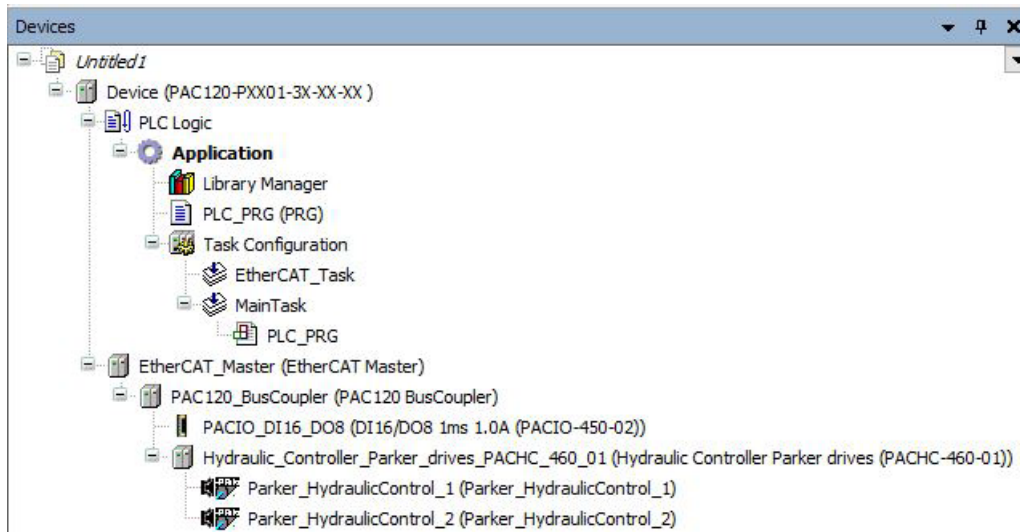 Devices
Untitled1
Device (PAC120-PXX01-3X-XX-XX )
PLC Logic
Application
Library Manager
PLC_PRG (PRG)
Task Configuration
EtherCAT_Task
MainTask
PLC_PRG
EtherCAT_Master (EtherCAT Master)
PAC120_BusCoupler (PAC120 BusCoupler)
PACIO_DI16_DO8 (DI16/DO8 1ms 1.0A (PACIO-450-02))
Hydraulic_Controller_Parker_drives_PACHC_460_01 (Hydraulic Controller Parker drives (PACHC-460-01))
Parker_HydraulicControl_1 (Parker_HydraulicControl_1)
Parker_HydraulicControl_2 (Parker_HydraulicControl_2)